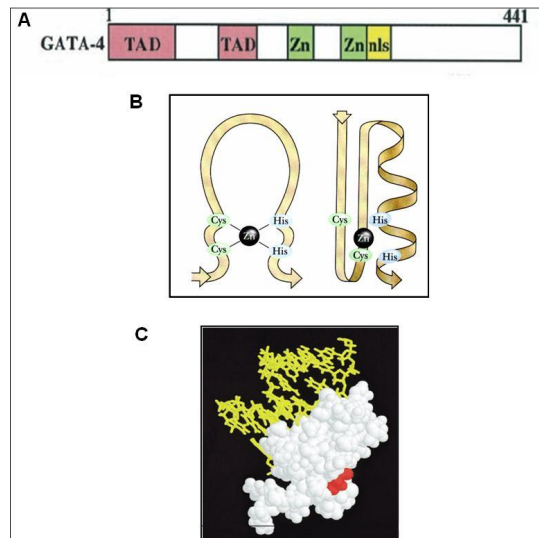 A
1 441
GATA-4 TAD TAD Zn Zn nls
B
Cys His Cys His
Zn Zn
Cys His Cys His
C